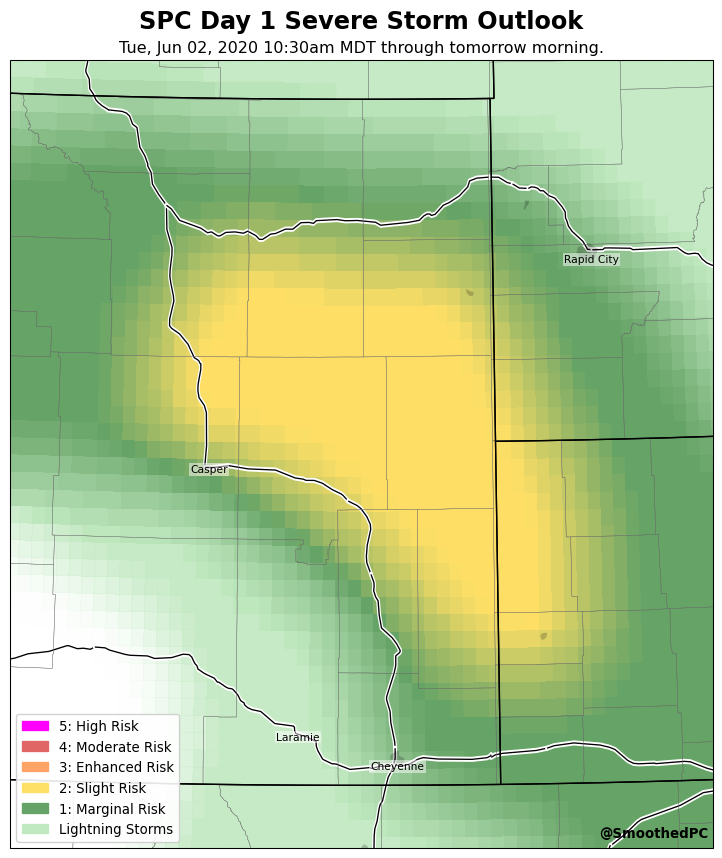 SPC Day 1 Severe Storm Outlook
Tue, Jun 02, 2020 10:30am MDT through tomorrow morning.
Rapid City
Casper
Laramie
Cheyenne
5: High Risk
4: Moderate Risk
3: Enhanced Risk
2: Slight Risk
1: Marginal Risk
Lightning Storms
@SmoothedPC